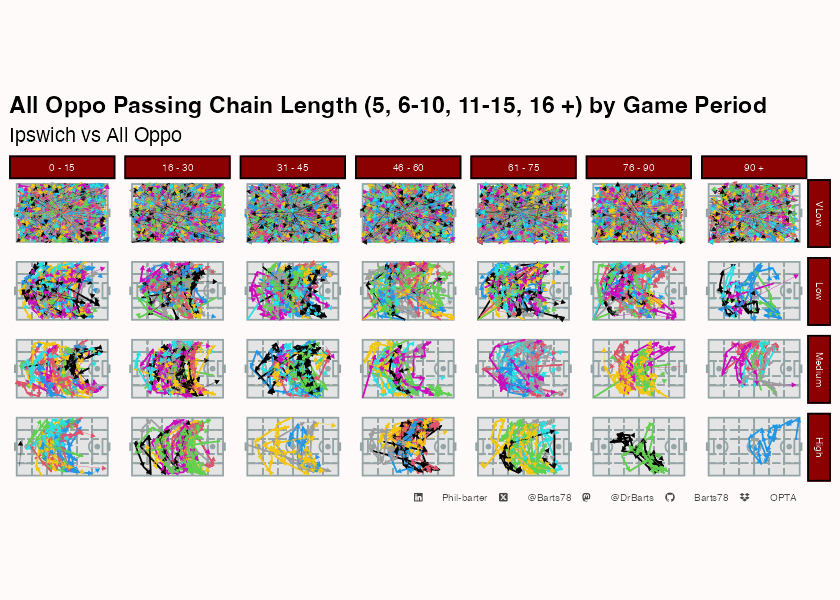 All Oppo Passing Chain Length (5, 6-10, 11-15, 16 +) by Game Period
Ipswich vs All Oppo
0 - 15 16 - 30 31 - 45 46 - 60 61 - 75 76 - 90 90 +
V Low
Low
Medium
High
Phil-barter @Barts78 @DrBarts Barts78 OPTA